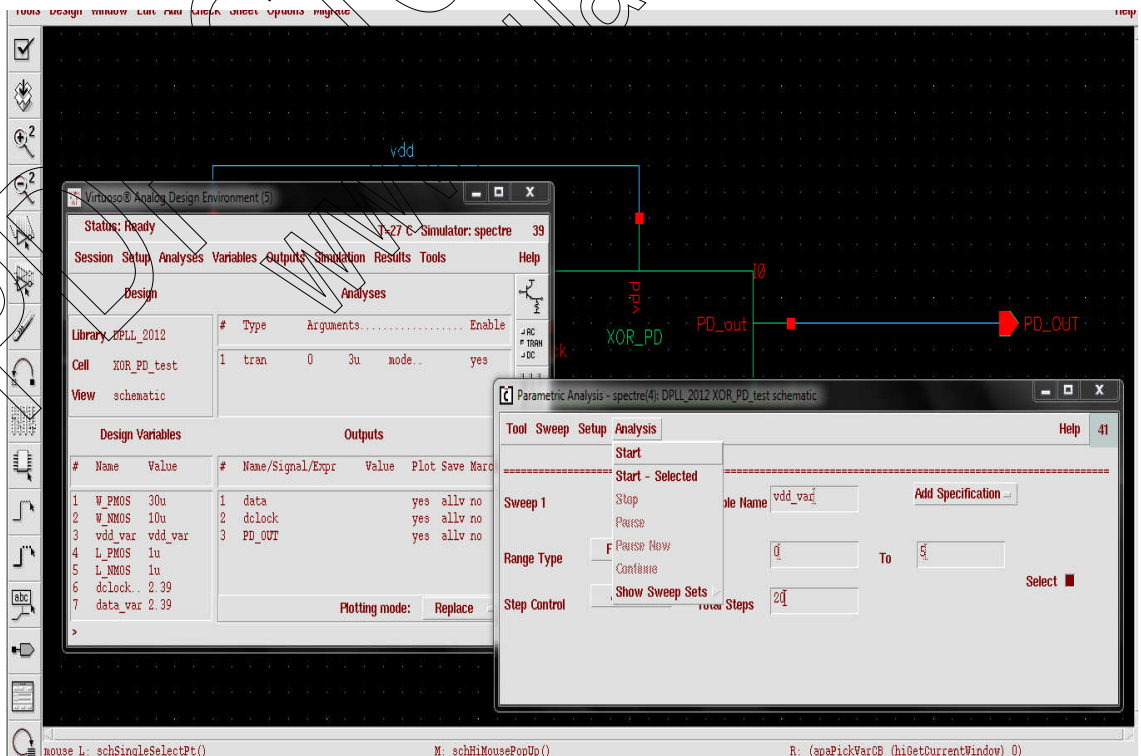 Tools Design Window Edit Add Check Sheet Options Migrate Help
vdd
Virtuoso® Analog Design Environment (5)
Status: Ready T=27 C Simulator: spectre 39
Session Setup Analyses Variables Outputs Simulation Results Tools Help
Design Analyses
Library DPLL_2012
# Type Arguments.................. Enable
Cell XOR_PD_test
1 tran 0 3u mode.. yes
View schematic
AC
TRAN
DC
Design Variables Outputs
# Name Value
# Name/Signal/Expr Value Plot Save March
1 W_PMOS 30u
2 W_NMOS 10u
3 vdd_var vdd_var
4 L_PMOS 1u
5 L_NMOS 1u
6 dclock.. 2.39
7 data_var 2.39
1 data yes allv no
2 dclock yes allv no
3 PD_OUT yes allv no
Plotting mode: Replace
>
I0
vdd
XOR_PD
PD_out
PD_OUT
Parametric Analysis - spectre(4): DPLL_2012 XOR_PD_test schematic
Tool Sweep Setup Analysis Help 41
Start
Start - Selected
Stop
Pause
Pause Now
Continue
Show Sweep Sets
Sweep 1 ble Name vdd_var Add Specification
Range Type F 0 To 5
Select
Step Control Total Steps 20
abc
2
2
mouse L: schSingleSelectPt() M: schHiMousePopUp() R: (apaPickVarCB (hiGetCurrentWindow) 0)